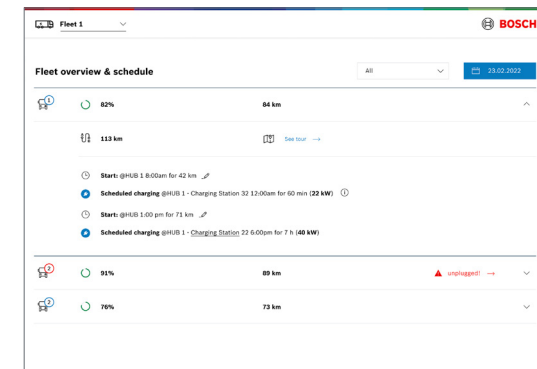 Fleet 1
BOSCH
Fleet overview & schedule
All
23.02.2022
1
82%
84 km
113 km
See tour →
Start: @HUB 1 8:00am for 42 km
Scheduled charging @HUB 1 - Charging Station 32 12:00am for 60 min (22 kW)
Start: @HUB 1:00 pm for 71 km
Scheduled charging @HUB 1 - Charging Station 22 6:00pm for 7 h (40 kW)
2
91%
89 km
unplugged! →
2
76%
73 km